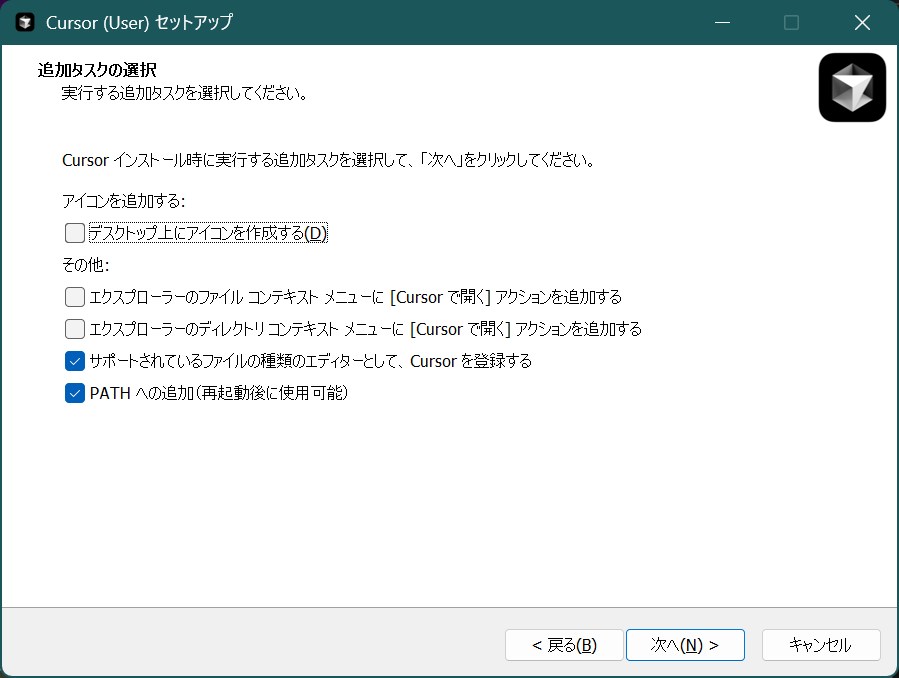 Cursor (User) セットアップ
追加タスクの選択
実行する追加タスクを選択してください。
Cursor インストール時に実行する追加タスクを選択して、「次へ」をクリックしてください。
アイコンを追加する:
デスクトップ上にアイコンを作成する(D)
その他:
エクスプローラーのファイル コンテキスト メニューに [Cursor で開く] アクションを追加する
エクスプローラーのディレクトリ コンテキスト メニューに [Cursor で開く] アクションを追加する
サポートされているファイルの種類のエディターとして、Cursor を登録する
PATH への追加(再起動後に使用可能)
< 戻る(B) 次へ(N) > キャンセル